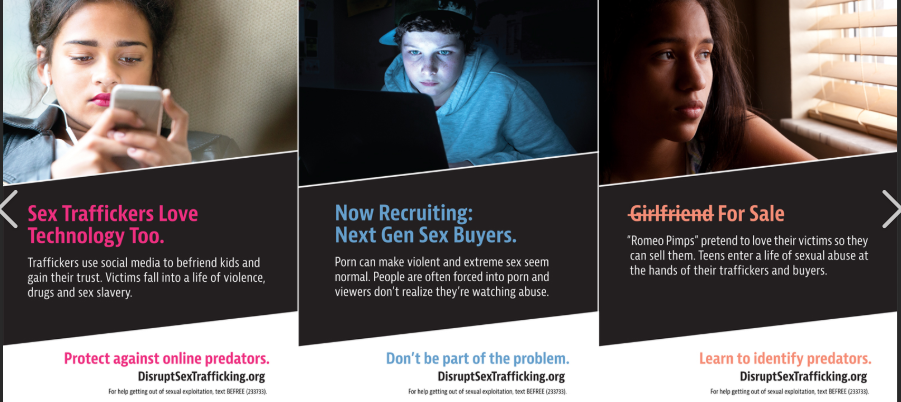 Sex Traffickers Love
Technology Too.
Traffickers use social media to befriend kids and
gain their trust. Victims fall into a life of violence,
drugs and sex slavery.
Protect against online predators.
DisruptSexTrafficking.org
For help getting out of sexual exploitation, text BEFREE (233733).
Now Recruiting:
Next Gen Sex Buyers.
Porn can make violent and extreme sex seem
normal. People are often forced into porn and
viewers don't realize they're watching abuse.
Don't be part of the problem.
DisruptSexTrafficking.org
For help getting out of sexual exploitation, text BEFREE (233733).
Girlfriend For Sale
"Romeo Pimps" pretend to love their victims so they
can sell them. Teens enter a life of sexual abuse at
the hands of their traffickers and buyers.
Learn to identify predators.
DisruptSexTrafficking.org
For help getting out of sexual exploitation, text BEFREE (233733).